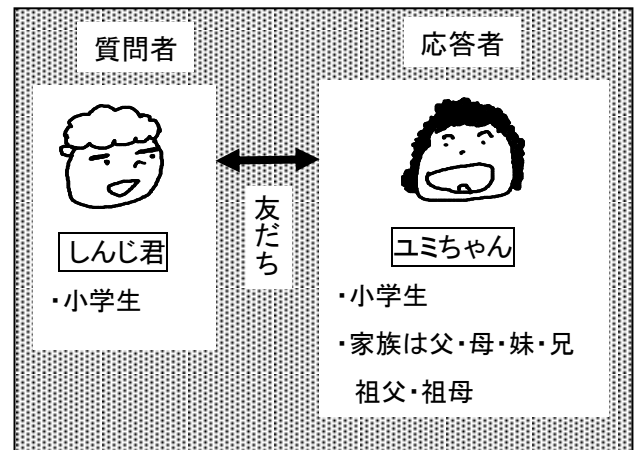 質問者
しんじ君
・小学生
友だち
応答者
ユミちゃん
・小学生
・家族は父・母・妹・兄
祖父・祖母